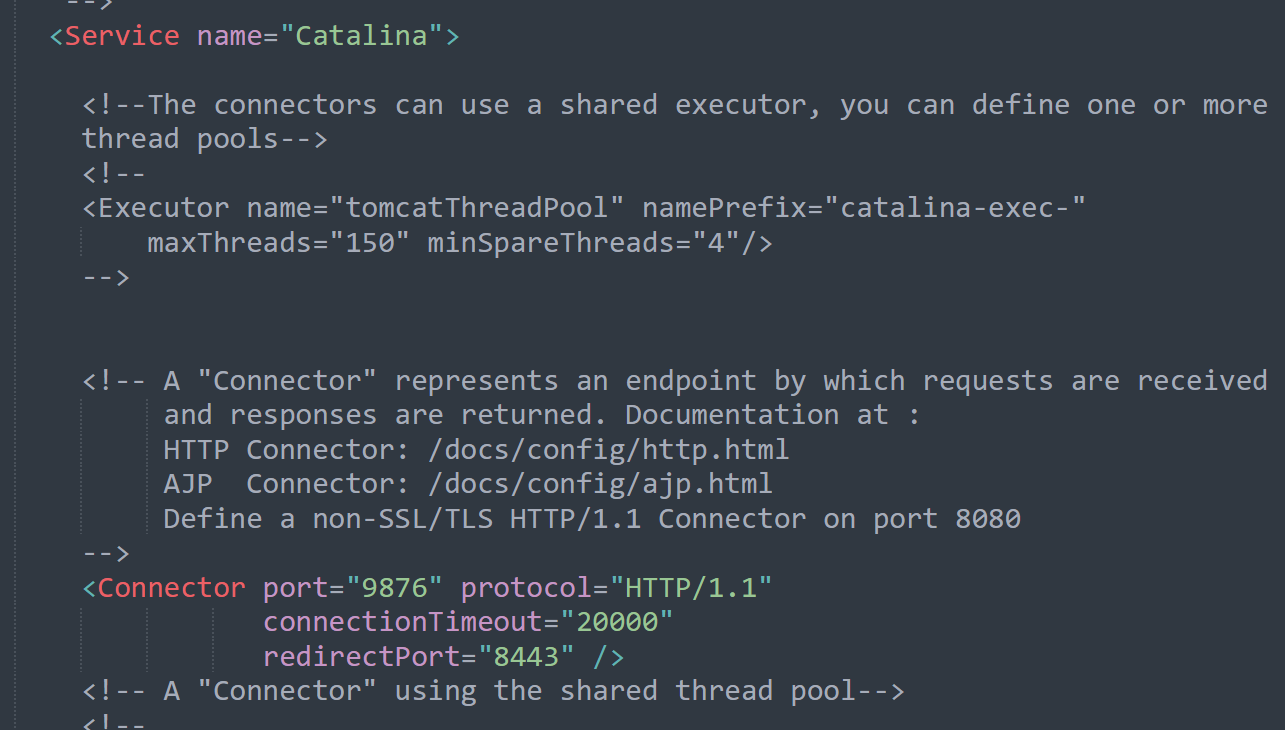 -->
<Service name="Catalina">
<!--The connectors can use a shared executor, you can define one or more
thread pools-->
<!--
<Executor name="tomcatThreadPool" namePrefix="catalina-exec-"
maxThreads="150" minSpareThreads="4"/>
-->
<!-- A "Connector" represents an endpoint by which requests are received
and responses are returned. Documentation at :
HTTP Connector: /docs/config/http.html
AJP  Connector: /docs/config/ajp.html
Define a non-SSL/TLS HTTP/1.1 Connector on port 8080
-->
<Connector port="9876" protocol="HTTP/1.1"
connectionTimeout="20000"
redirectPort="8443" />
<!-- A "Connector" using the shared thread pool-->
<!--